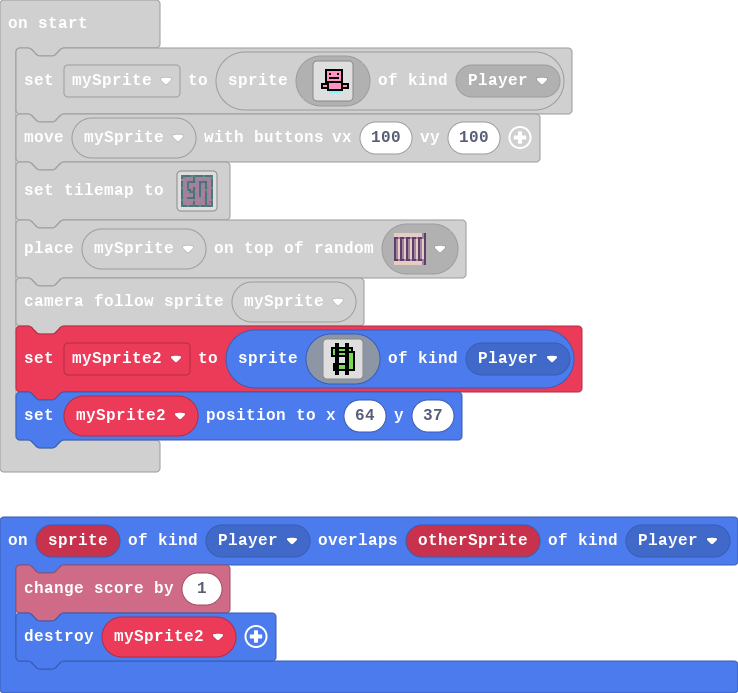 on start
set mySprite to sprite of kind Player
move mySprite with buttons vx 100 vy 100
set tilemap to
place mySprite on top of random
camera follow sprite mySprite
set mySprite2 to sprite of kind Player
set mySprite2 position to x 64 y 37
on sprite of kind Player overlaps otherSprite of kind Player
change score by 1
destroy mySprite2